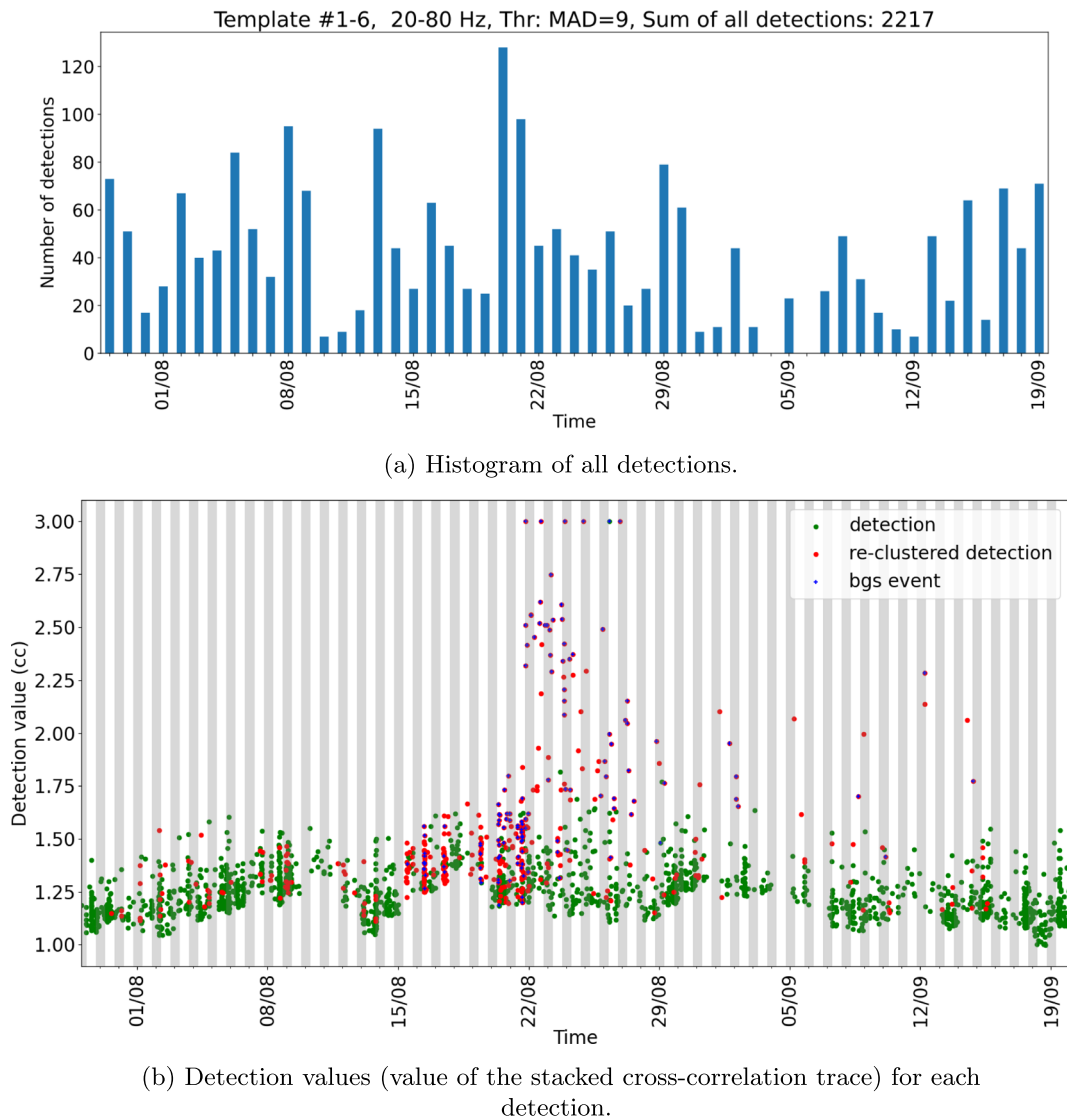 Template #1-6,  20-80 Hz, Thr: MAD=9, Sum of all detections: 2217
Number of detections
120
100
80
60
40
20
0
01/08
08/08
15/08
22/08
29/08
05/09
12/09
19/09
Time
(a) Histogram of all detections.
Detection value (cc)
3.00
2.75
2.50
2.25
2.00
1.75
1.50
1.25
1.00
detection
re-clustered detection
bgs event
01/08
08/08
15/08
22/08
29/08
05/09
12/09
19/09
Time
(b) Detection values (value of the stacked cross-correlation trace) for each
detection.